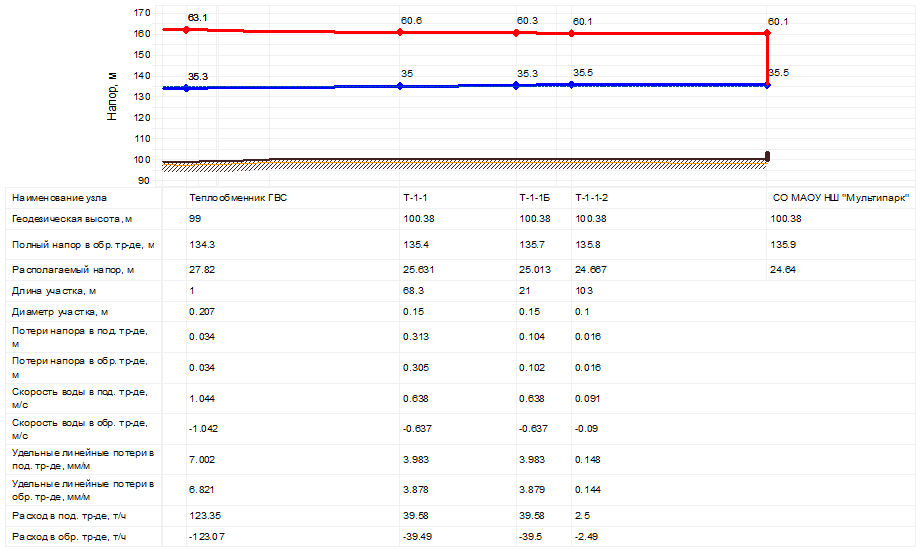 170
160
150
140
130
120
110
100
90
Напор, м
63.1
60.6
60.3
60.1
60.1
35.3
35
35.3
35.5
35.5
Наименование узла Теплообменник ГВС Т-1-1 Т-1-1Б Т-1-1-2 СО МАОУ НШ "Мультипарк"
Геодезическая высота, м 99 100.38 100.38 100.38 100.38
Полный напор в обр. тр-де, м 134.3 135.4 135.7 135.8 135.9
Располагаемый напор, м 27.82 25.631 25.013 24.667 24.64
Длина участка, м 1 68.3 21 103
Диаметр участка, м 0.207 0.15 0.15 0.1
Потери напора в под. тр-де,
м
0.034 0.313 0.104 0.016
Потери напора в обр. тр-де,
м
0.034 0.305 0.102 0.016
Скорость воды в под. тр-де,
м/с
1.044 0.638 0.638 0.091
Скорость воды в обр. тр-де,
м/с
-1.042 -0.637 -0.537 -0.09
Удельные линейные потери в
под. тр-де, мм/м
7.002 3.983 3.983 0.148
Удельные линейные потери в
обр. тр-де, мм/м
6.821 3.878 3.879 0.144
Расход в под. тр-де, т/ч 123.35 39.58 39.58 2.5
Расход в обр. тр-де, т/ч -123.07 -39.49 -39.5 -2.49